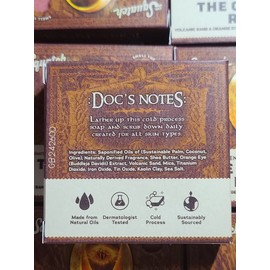 Squatch
THE
:DOC'S NOTES:
Lather up this cold process
soap and scrub down daily
created for all skin types.
Ingredients: Saponified Oils of (Sustainable Palm, Coconut,
Olive), Naturally Derived Fragrance, Shea Butter, Orange Eye
(Buddleja Davidii) Extract, Volcanic Sand, Mica, Titanium
Dioxide, Iron Oxide, Tin Oxide, Kaolin Clay, Sea Salt.
Made from
Natural Oils
Dermatologist
Tested
Cold
Process
Sustainably
Sourced